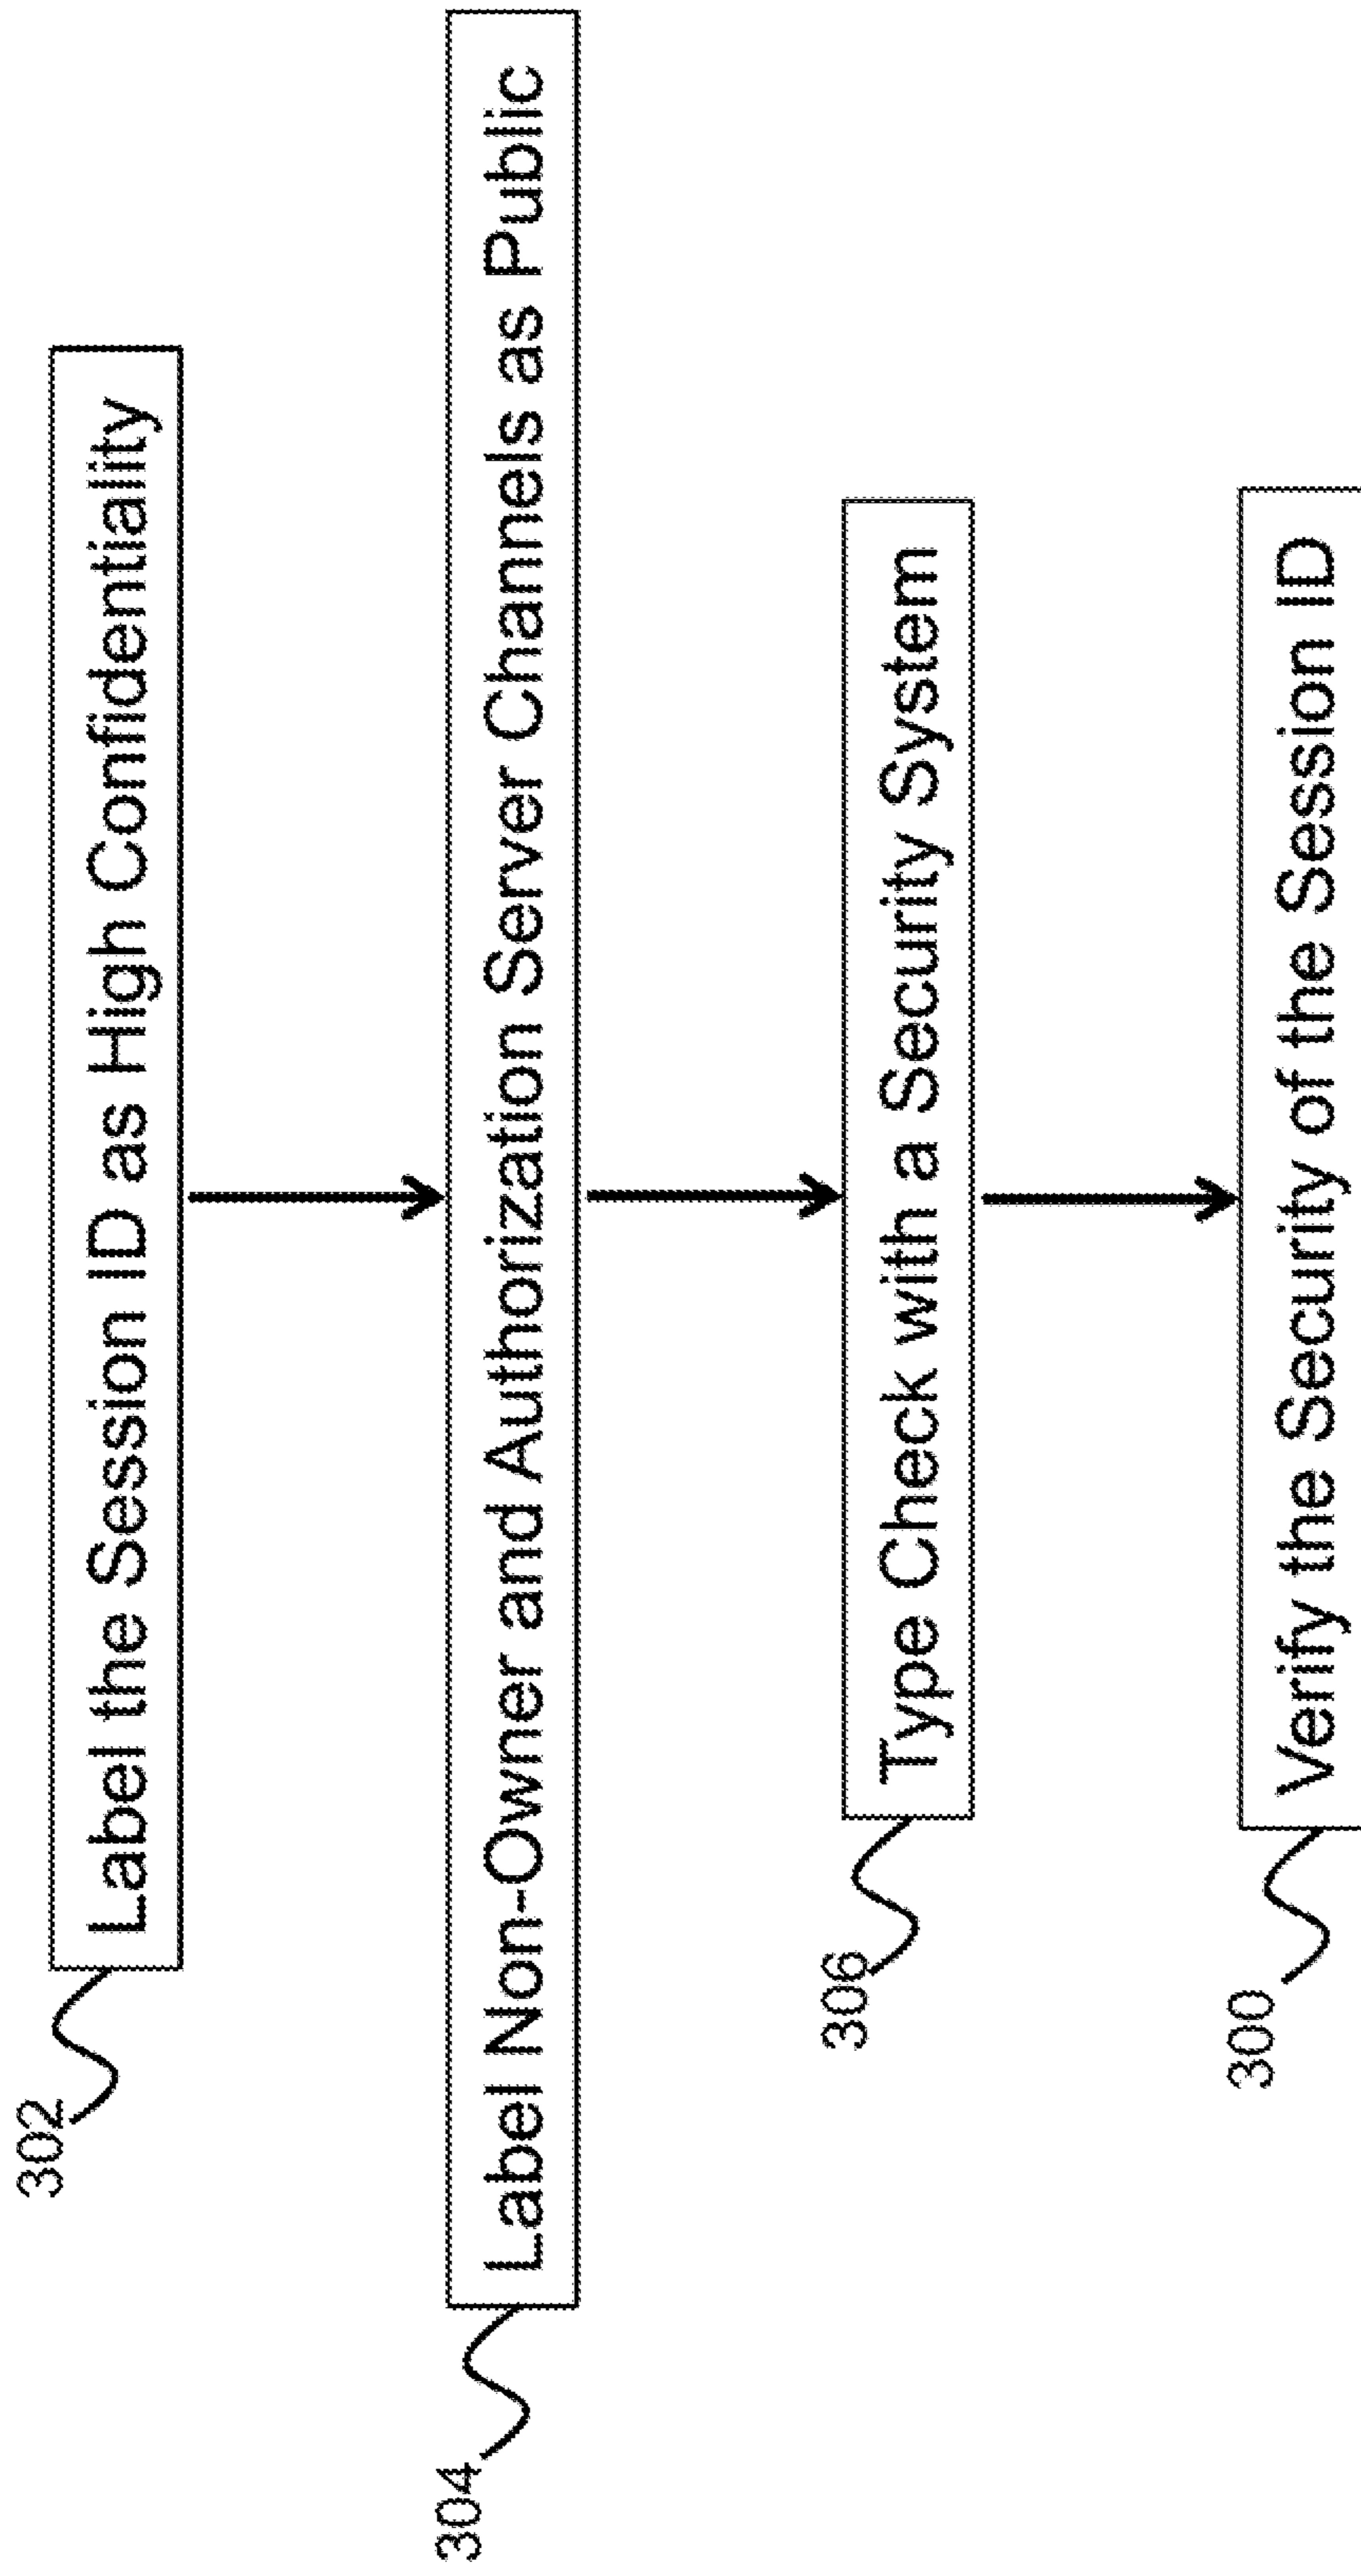 302
Label the Session ID as High Confidentiality
304
Label Non-Owner and Authorization Server Channels as Public
306
Type Check with a Security System
300
Verify the Security of the Session ID